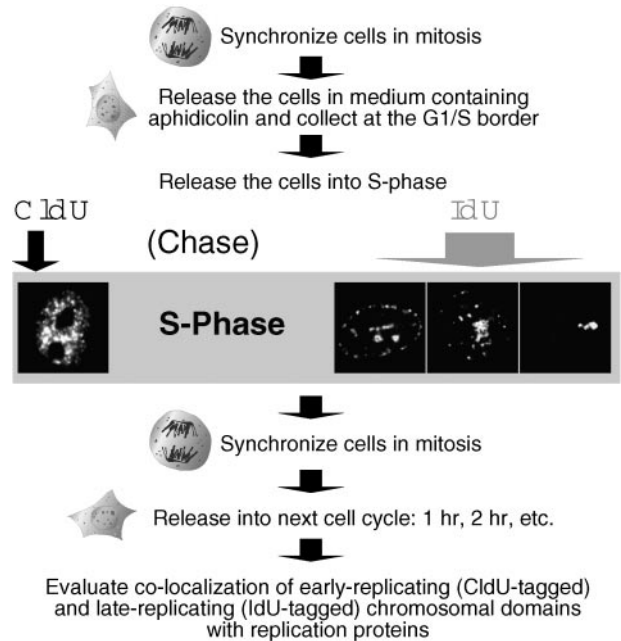 Synchronize cells in mitosis
Release the cells in medium containing
aphidicolin and collect at the G1/S border
Release the cells into S-phase
CldU
IdU
(Chase)
S-Phase
Synchronize cells in mitosis
Release into next cell cycle: 1 hr, 2 hr, etc.
Evaluate co-localization of early-replicating (CldU-tagged)
and late-replicating (IdU-tagged) chromosomal domains
with replication proteins